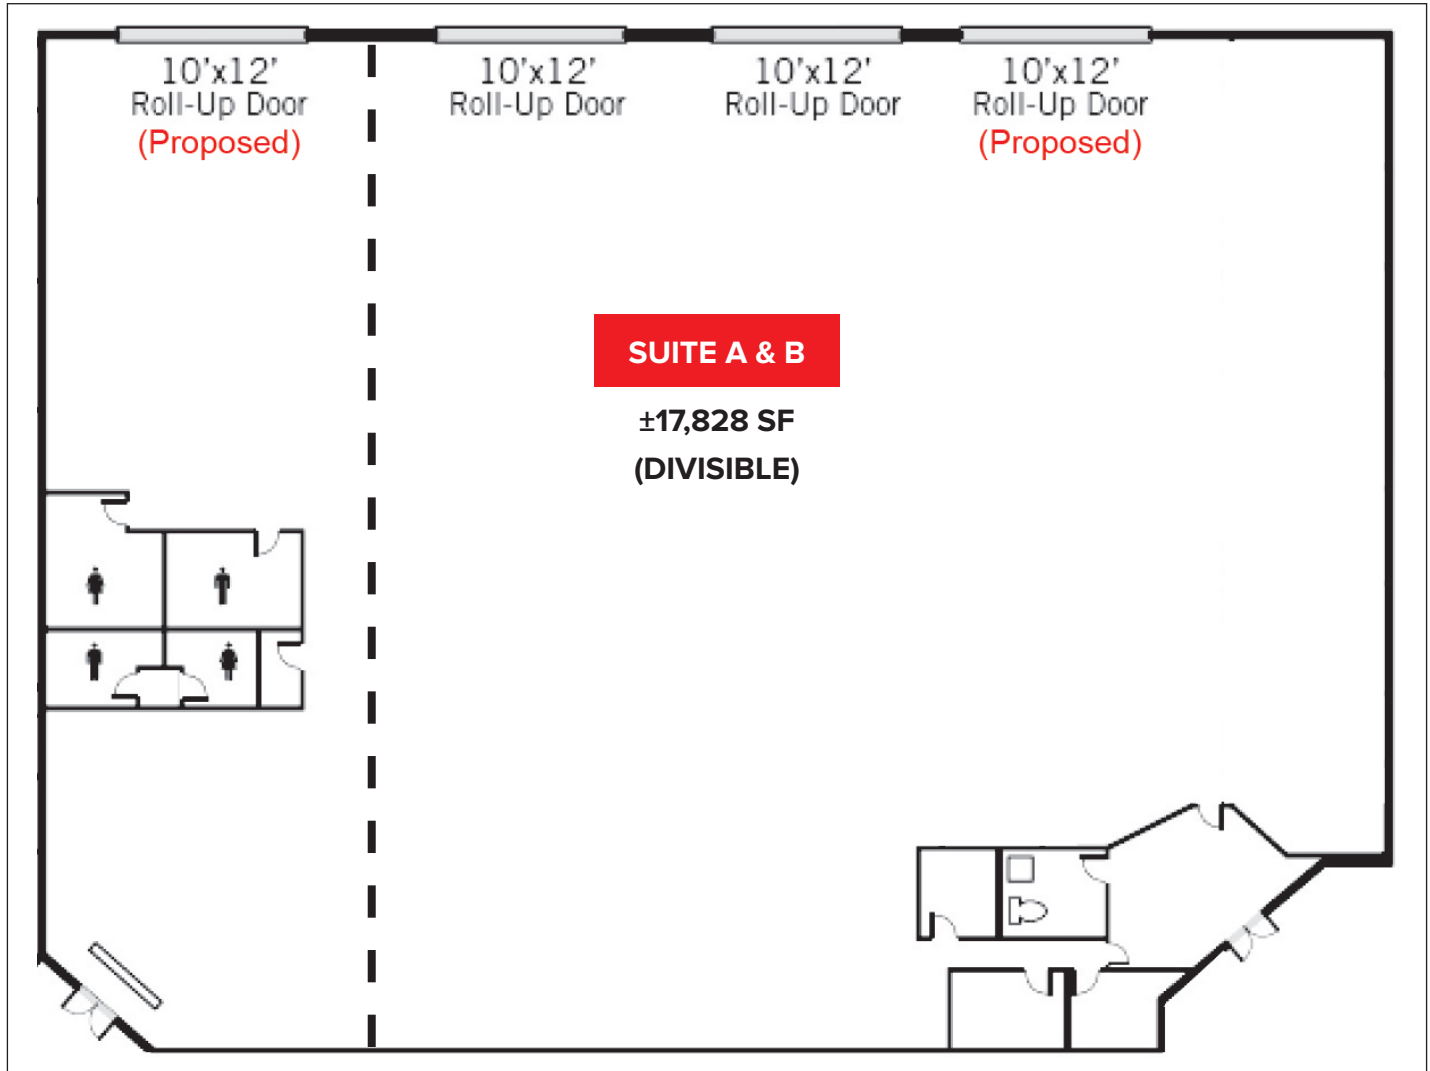 10'x12'
Roll-Up Door
(Proposed)
10'x12'
Roll-Up Door
10'x12'
Roll-Up Door
10'x12'
Roll-Up Door
(Proposed)
SUITE A & B
±17,828 SF
(DIVISIBLE)